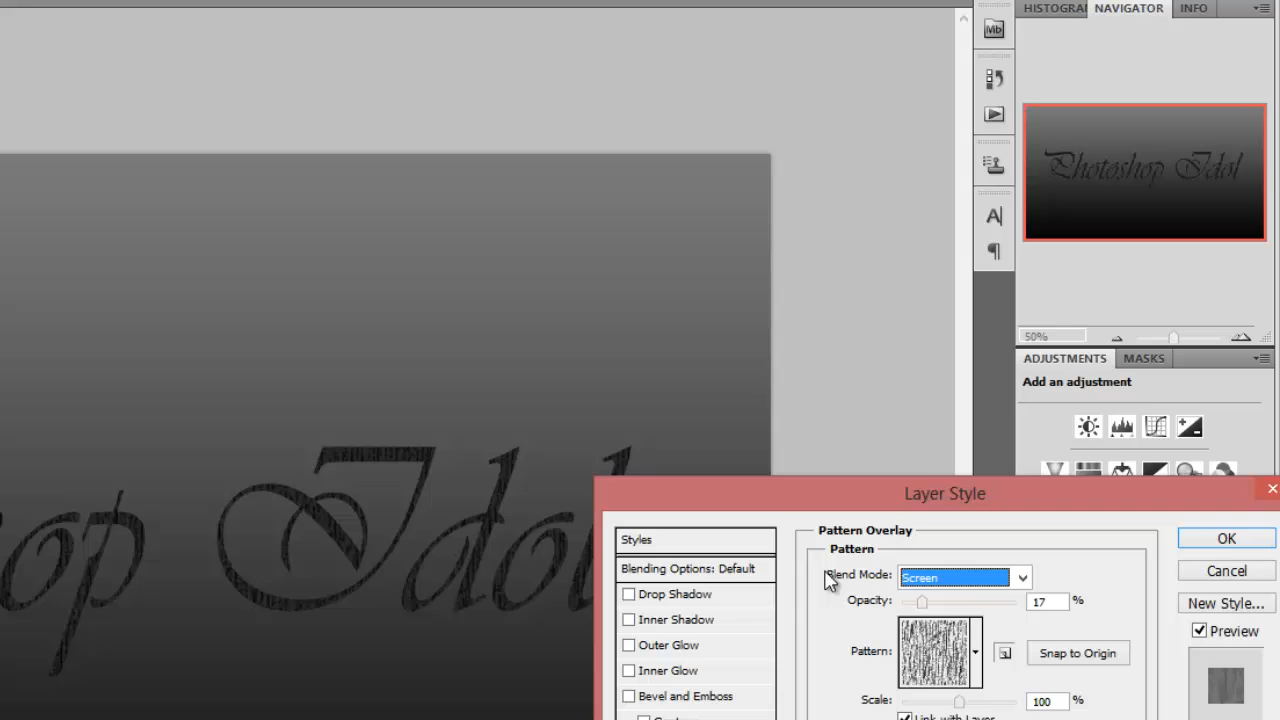 HISTOGRAM NAVIGATOR INFO
Mb
Photoshop Idol
50%
ADJUSTMENTS MASKS
Add an adjustment
op Idol
Layer Style
Styles
Blending Options: Default
Drop Shadow
Inner Shadow
Outer Glow
Inner Glow
Bevel and Emboss
Pattern Overlay
Pattern
Blend Mode: Screen
Opacity: 17 %
Pattern:
Snap to Origin
Scale: 100 %
Link with Layer
OK
Cancel
New Style...
Preview